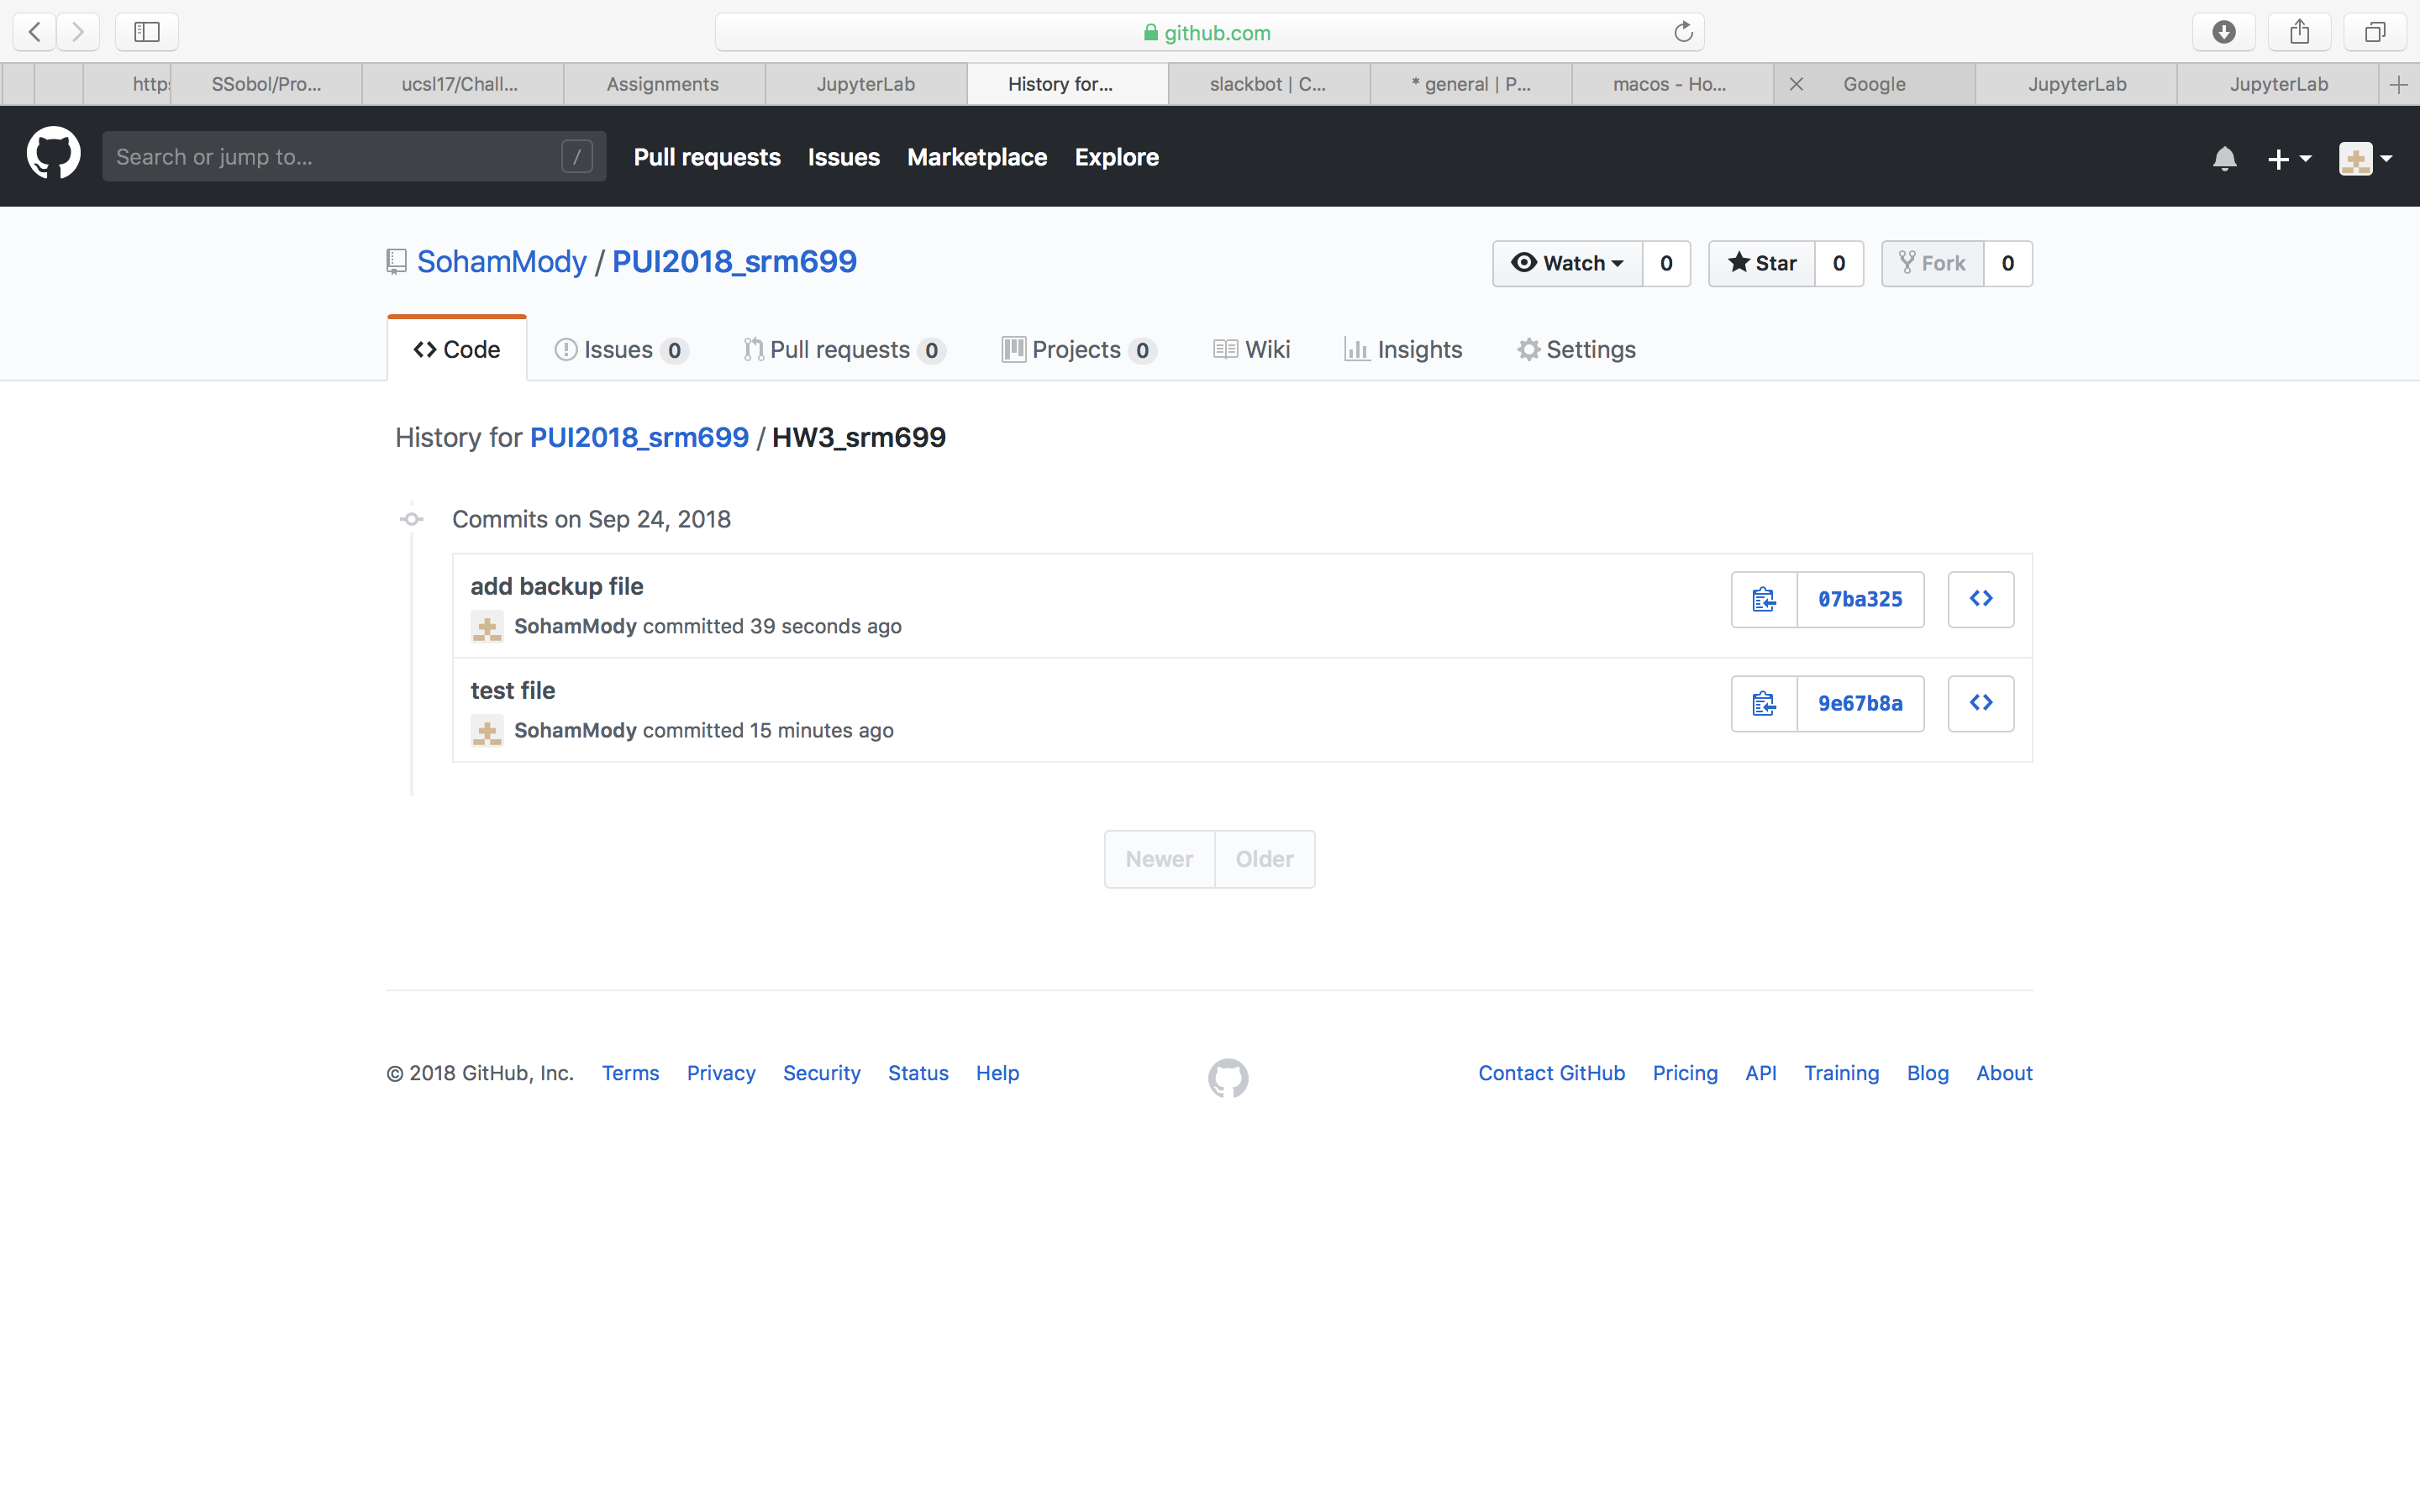 github.com
https SSobol/Pro... ucsl17/Chall... Assignments JupyterLab History for... slackbot | C... * general | P... macos - Ho... Google JupyterLab JupyterLab
Search or jump to... / Pull requests Issues Marketplace Explore
SohamMody / PUI2018_srm699 Watch 0 Star 0 Fork 0
Code Issues 0 Pull requests 0 Projects 0 Wiki Insights Settings
History for PUI2018_srm699 / HW3_srm699
Commits on Sep 24, 2018
add backup file
SohamMody committed 39 seconds ago 07ba325
test file
SohamMody committed 15 minutes ago 9e67b8a
Newer Older
© 2018 GitHub, Inc. Terms Privacy Security Status Help Contact GitHub Pricing API Training Blog About